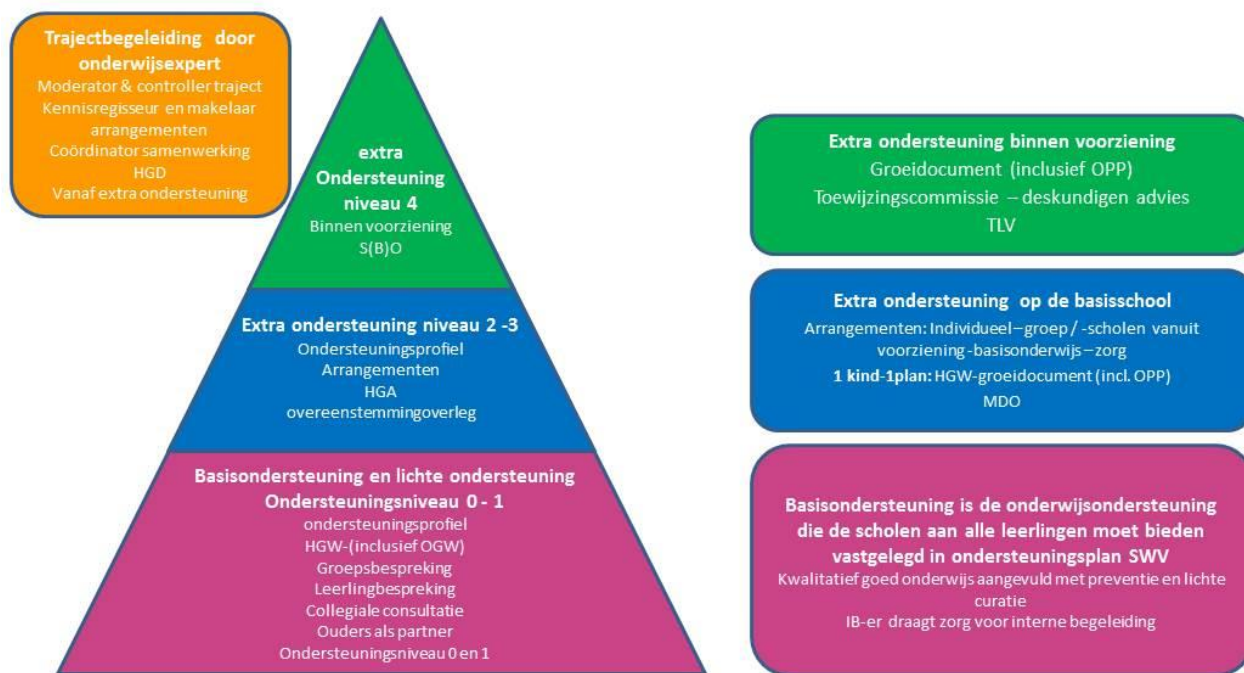 Trajectbegeleiding door
onderwijsexpert
Moderator & controller traject
Kennisregisseur en makelaar
arrangementen
Coördinator samenwerking
HGD
Vanaf extra ondersteuning
extra
Ondersteuning
niveau 4
Binnen voorziening
S(B)O
Extra ondersteuning niveau 2 -3
Ondersteuningsprofiel
Arrangementen
HGA
overeenstemmingoverleg
Basisondersteuning en lichte ondersteuning
Ondersteuningsniveau 0 - 1
ondersteuningsprofiel
HGW-(inclusief OGW)
Groepsbespreking
Leerlingbespreking
Collegiale consultatie
Ouders als partner
Ondersteuningsniveau 0 en 1
Extra ondersteuning binnen voorziening
Groeidocument (inclusief OPP)
Toewijzingscommissie – deskundigen advies
TLV
Extra ondersteuning op de basisschool
Arrangementen: Individueel – groep / -scholen vanuit
voorziening -basisonderwijs – zorg
1 kind-1plan: HGW-groeidocument (incl. OPP)
MDO
Basisondersteuning is de onderwijsondersteuning
die de scholen aan alle leerlingen moet bieden
vastgelegd in ondersteuningsplan SWV
Kwalitatief goed onderwijs aangevuld met preventie en lichte
curatie
IB-er draagt zorg voor interne begeleiding